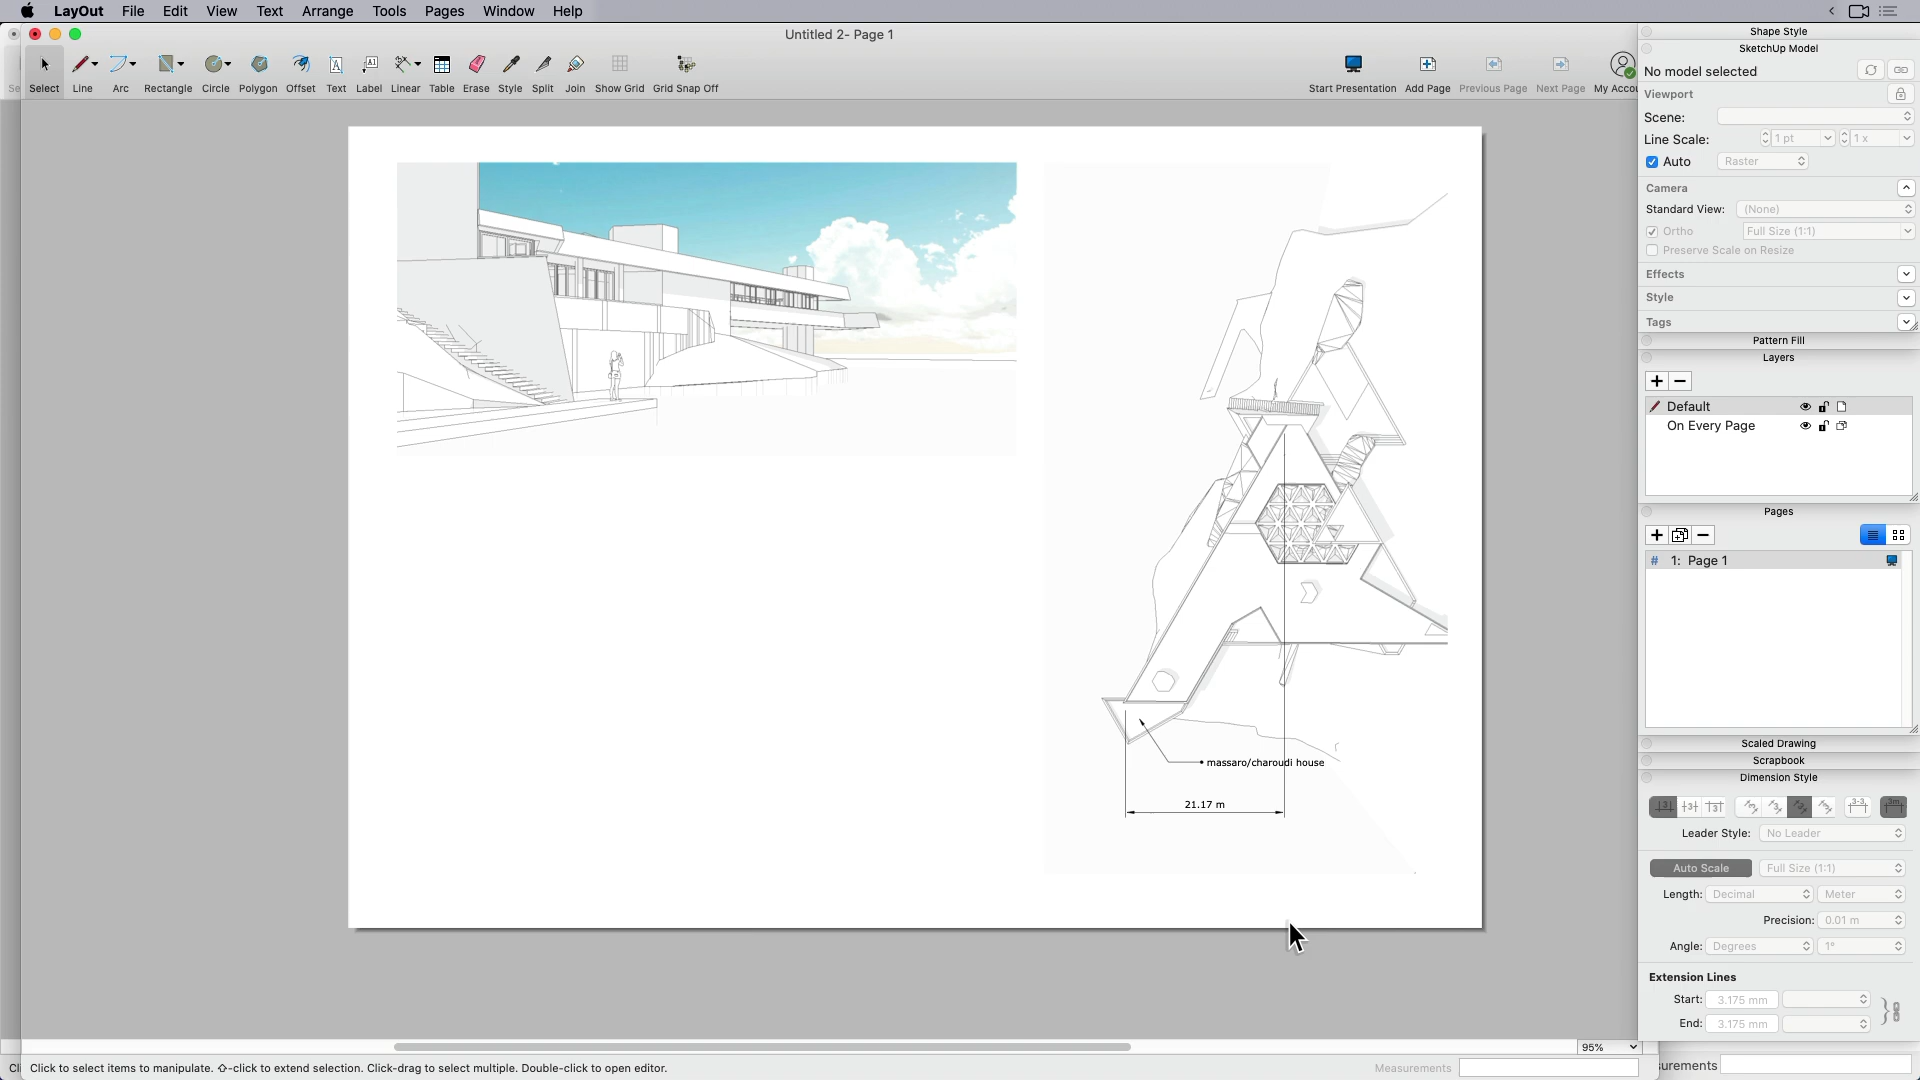 LayOut File Edit View Text Arrange Tools Pages Window Help
Untitled 2- Page 1
Select Line Arc Rectangle Circle Polygon Offset Text Label Linear Table Erase Style Split Join Show Grid Grid Snap Off
Start Presentation Add Page Previous Page Next Page My Accou
massaro/charoudi house
21.17 m
95%
Click to select items to manipulate. ⇧-click to extend selection. Click-drag to select multiple. Double-click to open editor.
Measurements
Shape Style
SketchUp Model
No model selected
Viewport
Scene:
Line Scale: 1 pt 1 x
Auto Raster
Camera
Standard View: (None)
Ortho Full Size (1:1)
Preserve Scale on Resize
Effects
Style
Tags
Pattern Fill
Layers
Default
On Every Page
Pages
# 1: Page 1
Scaled Drawing
Scrapbook
Dimension Style
Leader Style: No Leader
Auto Scale Full Size (1:1)
Length: Decimal Meter
Precision: 0.01 m
Angle: Degrees 1°
Extension Lines
Start: 3.175 mm
End: 3.175 mm
surements